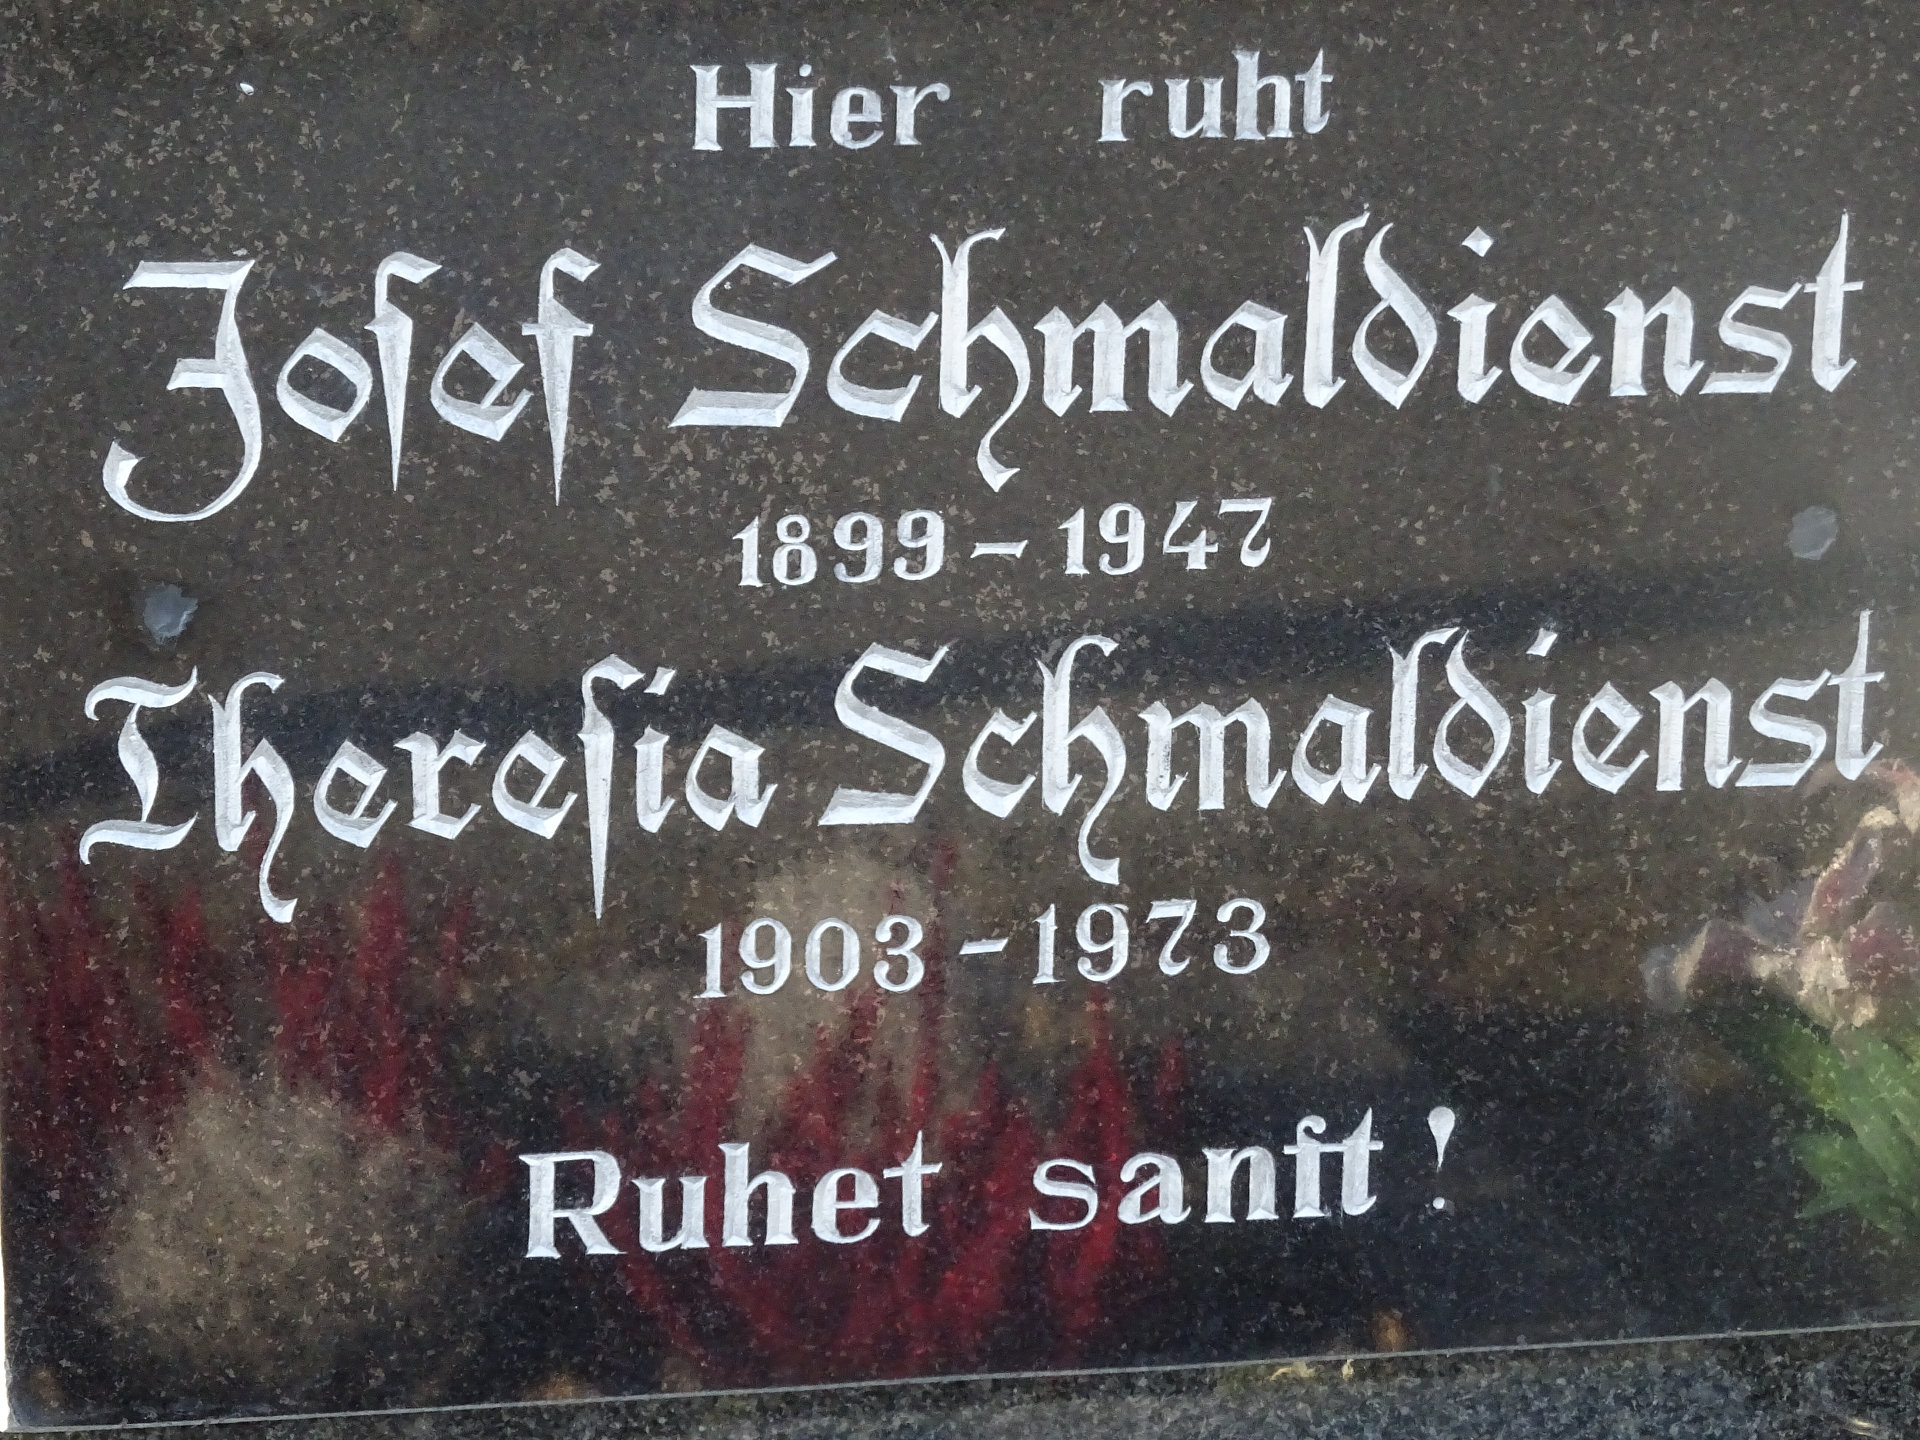 Hier ruht
Josef Schmaldienst
1899 - 1947
Theresia Schmaldienst
1903 - 1973
Ruhet sanft !